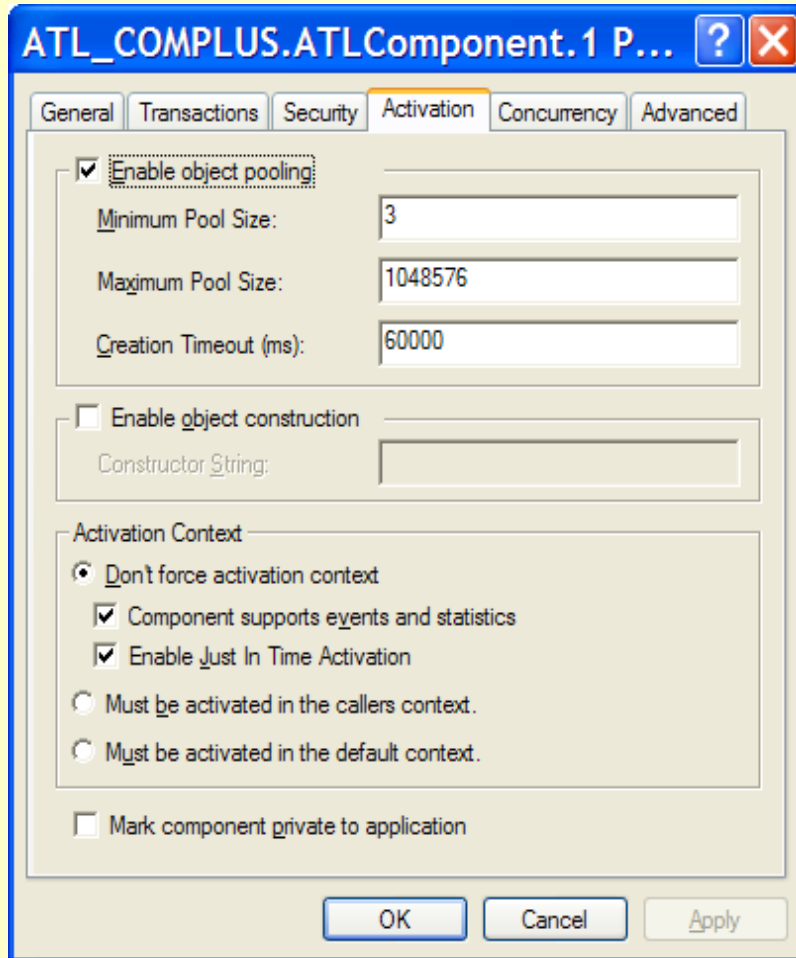 ATL_COMPLUS.ATLComponent.1 P...
General Transactions Security Activation Concurrency Advanced
Enable object pooling
Minimum Pool Size: 3
Maximum Pool Size: 1048576
Creation Timeout (ms): 60000
Enable object construction
Constructor String:
Activation Context
Don't force activation context
Component supports events and statistics
Enable Just In Time Activation
Must be activated in the callers context.
Must be activated in the default context.
Mark component private to application
OK Cancel Apply